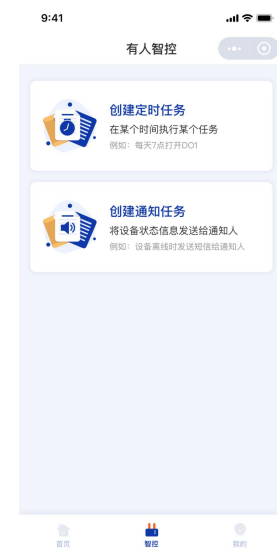 9:41
有人智控
创建定时任务
在某个时间执行某个任务
例如：每天7点打开DO1
创建通知任务
将设备状态信息发送给通知人
例如：设备离线时发送短信给通知人
首页
智控
我的